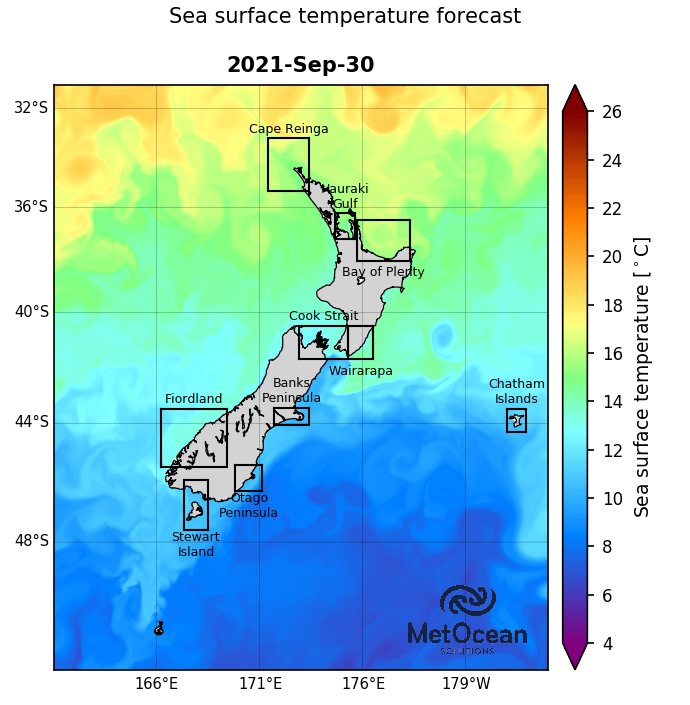 Sea surface temperature forecast
2021-Sep-30
32°S
36°S
40°S
44°S
48°S
Cape Reinga
Hauraki
Gulf
Bay of Plenty
Cook Strait
Wairarapa
Banks
Peninsula
Fiordland
Chatham
Islands
Otago
Peninsula
Stewart
Island
MetOcean
SOLUTIONS
166°E
171°E
176°E
179°W
26
24
22
20
18
16
14
12
10
8
6
4
Sea surface temperature [°C]